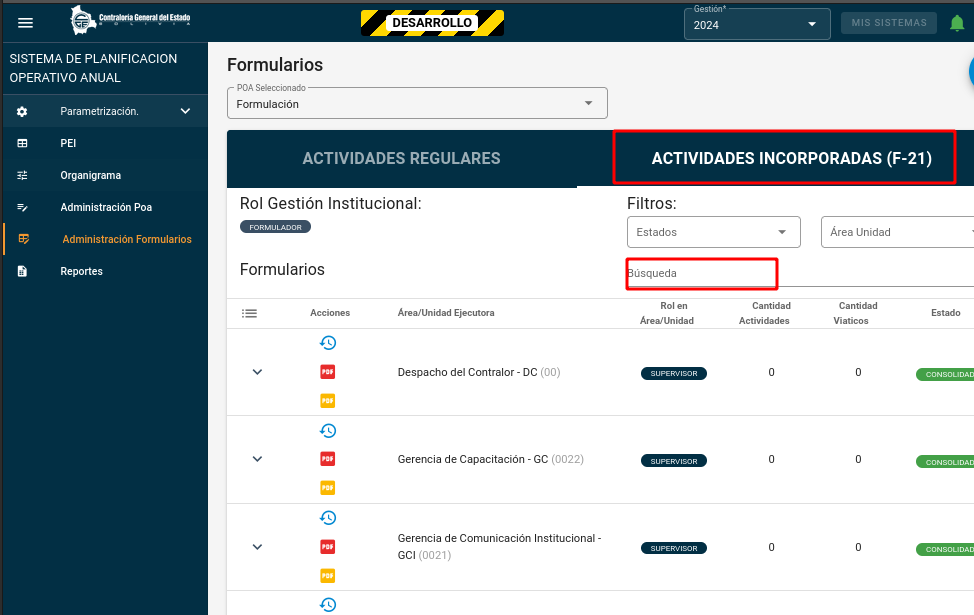 Contraloría General del Estado
BOLIVIA
DESARROLLO
Gestión*
2024
MIS SISTEMAS
SISTEMA DE PLANIFICACION
OPERATIVO ANUAL
Parametrización.
PEI
Organigrama
Administración Poa
Administración Formularios
Reportes
Formularios
POA Seleccionado
Formulación
ACTIVIDADES REGULARES
ACTIVIDADES INCORPORADAS (F-21)
Rol Gestión Institucional:
FORMULADOR
Filtros:
Estados
Área Unidad
Formularios
Búsqueda
Acciones
Área/Unidad Ejecutora
Rol en
Área/Unidad
Cantidad
Actividades
Cantidad
Viaticos
Estado
PDF
Despacho del Contralor - DC (00)
SUPERVISOR
0
0
CONSOLIDAD
PDF
PDF
Gerencia de Capacitación - GC (0022)
SUPERVISOR
0
0
CONSOLIDAD
PDF
PDF
Gerencia de Comunicación Institucional -
GCI (0021)
SUPERVISOR
0
0
CONSOLIDAD
PDF